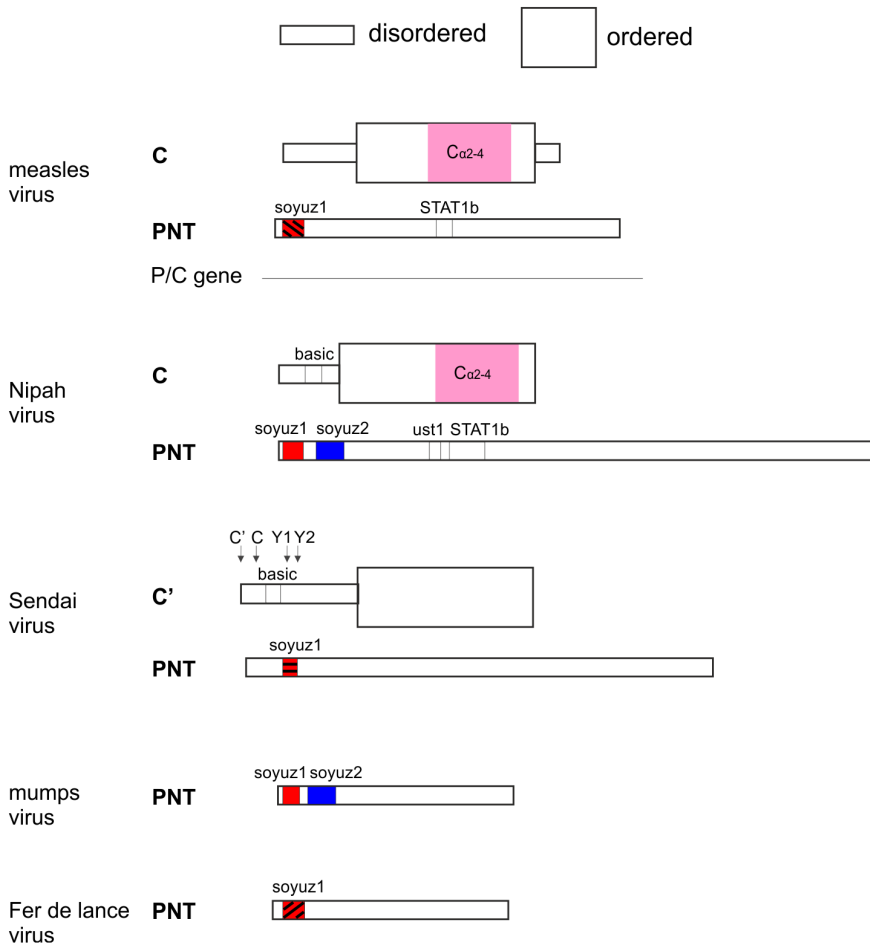 disordered
ordered
measles
virus
C
Cα2-4
soyuz1
STAT1b
PNT
P/C gene
Nipah
virus
basic
C
Cα2-4
soyuz1
soyuz2
ust1
STAT1b
PNT
C’ C Y1 Y2
basic
Sendai
virus
C’
soyuz1
PNT
soyuz1
soyuz2
mumps
virus
PNT
soyuz1
Fer de lance
virus
PNT